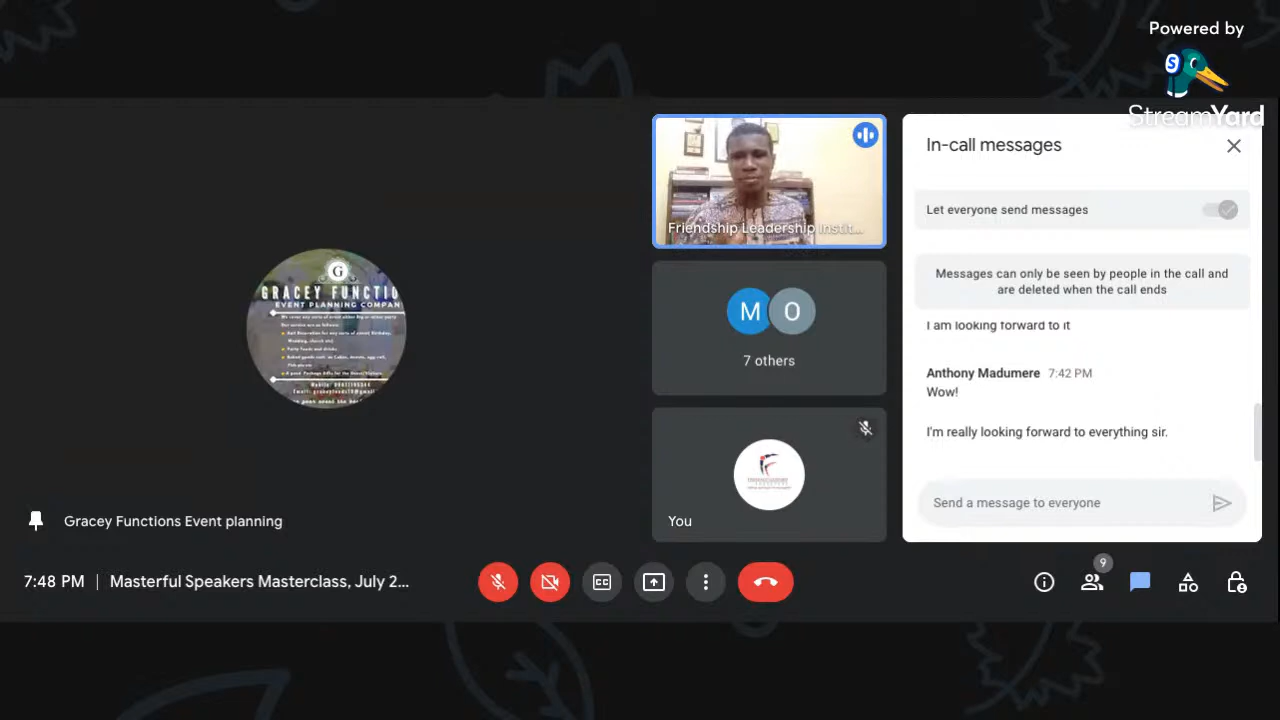 Powered by
S
StreamYard
In-call messages
Let everyone send messages
Messages can only be seen by people in the call and
are deleted when the call ends
I am looking forward to it
Anthony Madumere 7:42 PM
Wow!
I'm really looking forward to everything sir.
Send a message to everyone
Friendship Leadership Instit...
M O
7 others
You
G
GRACEY FUNCTIO
EVENT PLANNING COMPAN
Gracey Functions Event planning
7:48 PM | Masterful Speakers Masterclass, July 2...
9